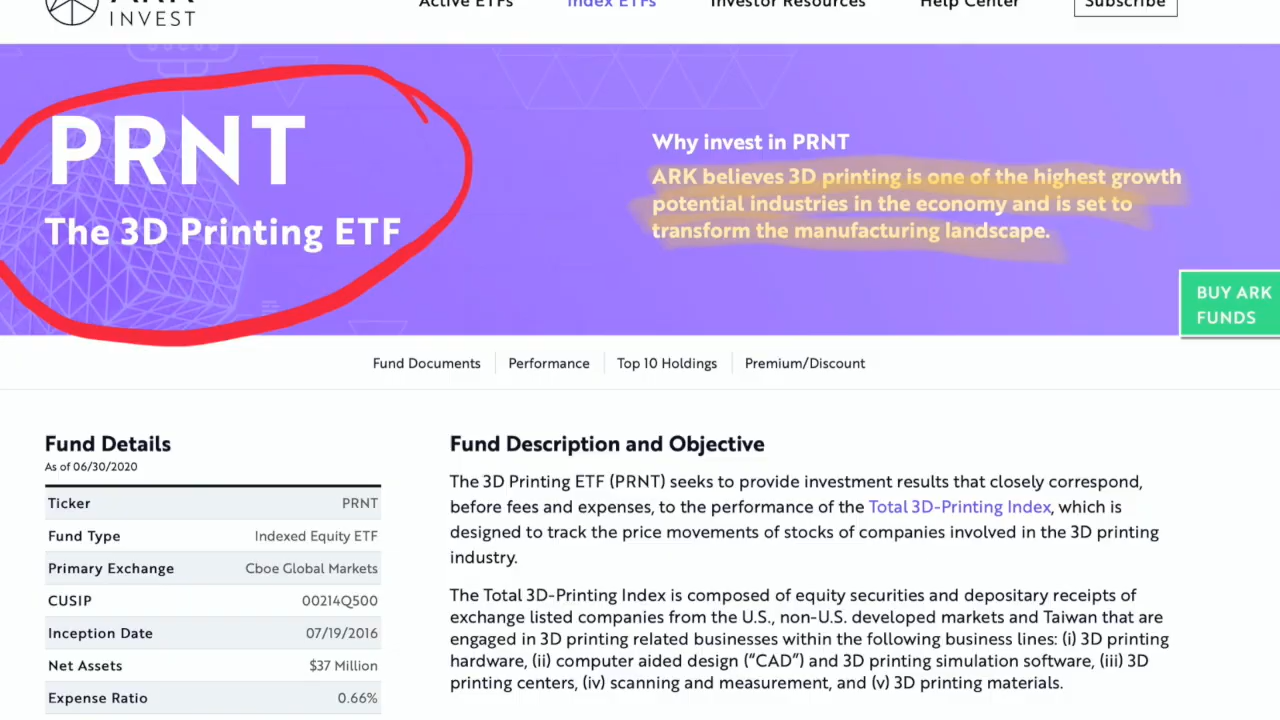 ARK
INVEST
Active ETFs
Index ETFs
Investor Resources
Help Center
Subscribe
PRNT
The 3D Printing ETF
Why invest in PRNT
ARK believes 3D printing is one of the highest growth
potential industries in the economy and is set to
transform the manufacturing landscape.
BUY ARK
FUNDS
Fund Documents
Performance
Top 10 Holdings
Premium/Discount
Fund Details
As of 06/30/2020
Ticker PRNT
Fund Type Indexed Equity ETF
Primary Exchange Cboe Global Markets
CUSIP 00214Q500
Inception Date 07/19/2016
Net Assets $37 Million
Expense Ratio 0.66%
Fund Description and Objective
The 3D Printing ETF (PRNT) seeks to provide investment results that closely correspond,
before fees and expenses, to the performance of the Total 3D-Printing Index, which is
designed to track the price movements of stocks of companies involved in the 3D printing
industry.
The Total 3D-Printing Index is composed of equity securities and depositary receipts of
exchange listed companies from the U.S., non-U.S. developed markets and Taiwan that are
engaged in 3D printing related businesses within the following business lines: (i) 3D printing
hardware, (ii) computer aided design (“CAD”) and 3D printing simulation software, (iii) 3D
printing centers, (iv) scanning and measurement, and (v) 3D printing materials.